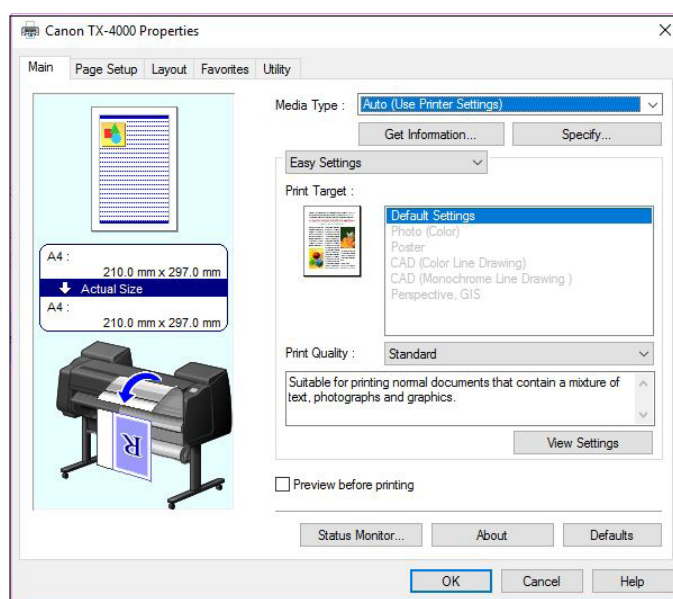 Canon TX-4000 Properties
Main Page Setup Layout Favorites Utility
Media Type : Auto (Use Printer Settings)
Get Information... Specify...
Easy Settings
Print Target :
Default Settings
Photo (Color)
Poster
CAD (Color Line Drawing)
CAD (Monochrome Line Drawing )
Perspective, GIS
A4 :
210.0 mm x 297.0 mm
Actual Size
A4 :
210.0 mm x 297.0 mm
R
Print Quality : Standard
Suitable for printing normal documents that contain a mixture of
text, photographs and graphics.
View Settings
Preview before printing
Status Monitor... About Defaults
OK Cancel Help